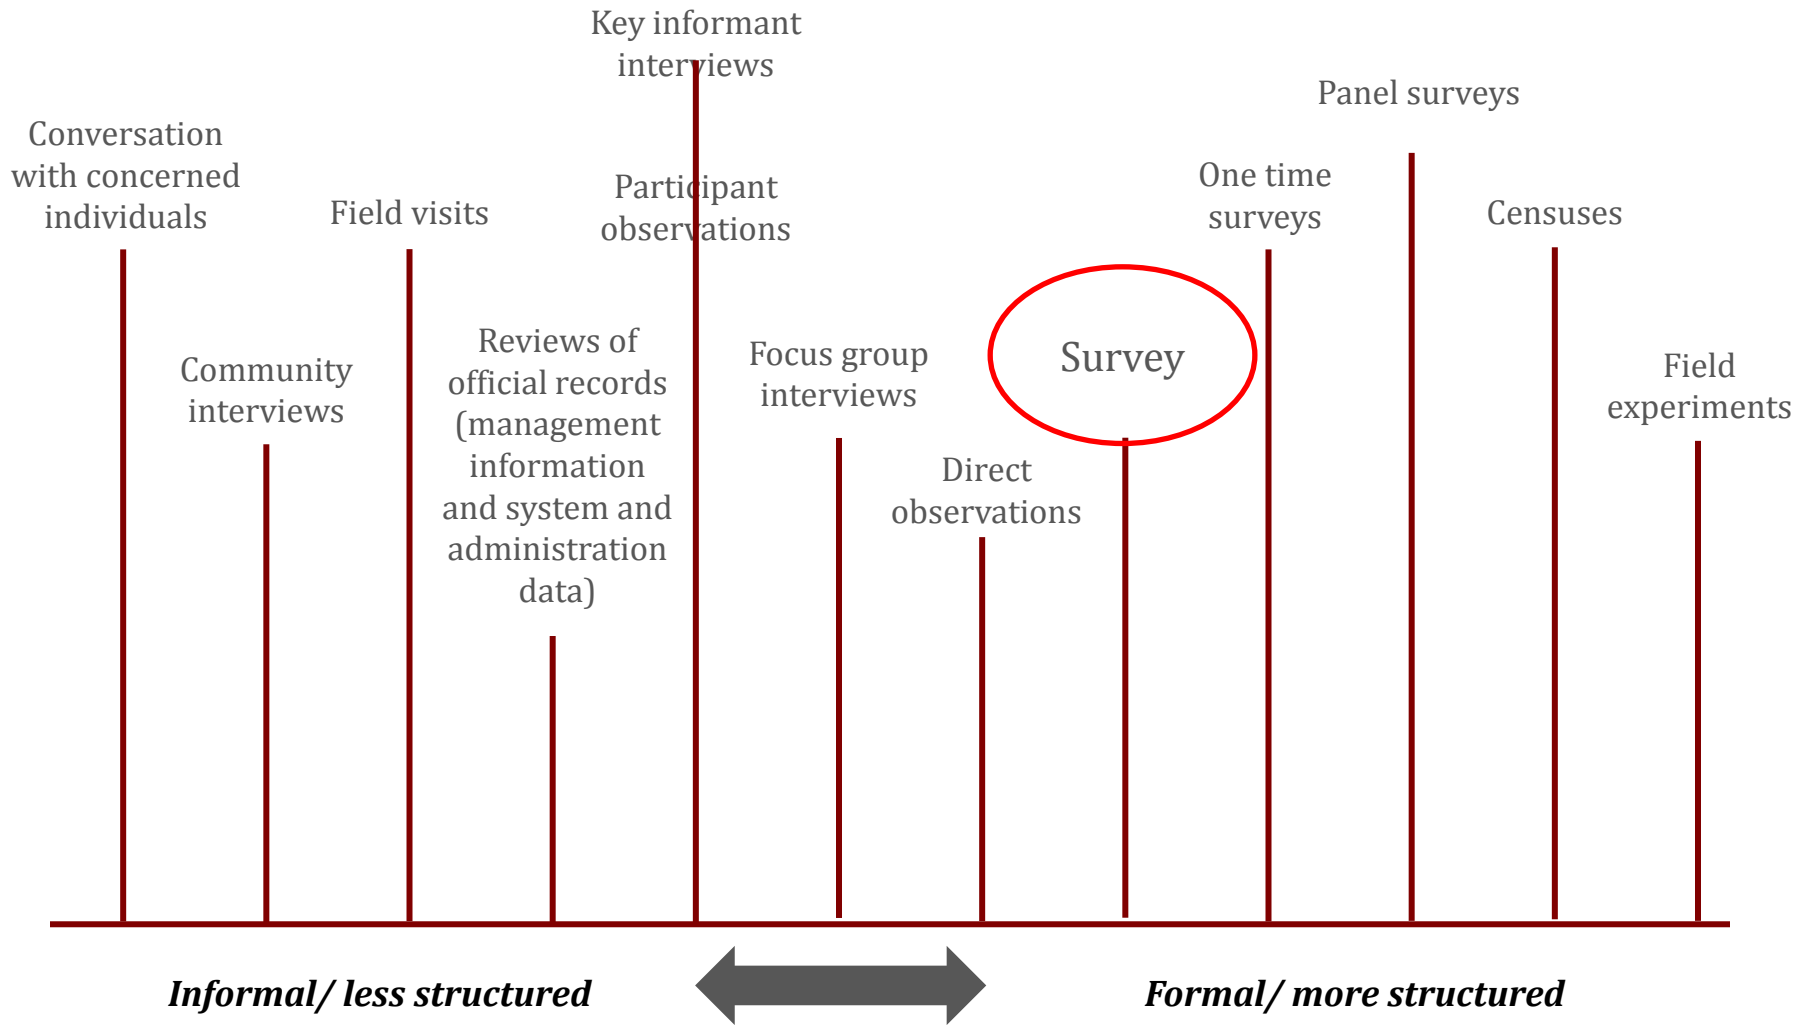 Conversation
with concerned
individuals
Community
interviews
Field visits
Reviews of
official records
(management
information
and system and
administration
data)
Key informant
interviews
Participant
observations
Focus group
interviews
Direct
observations
Survey
One time
surveys
Panel surveys
Censuses
Field
experiments
Informal/ less structured
Formal/ more structured